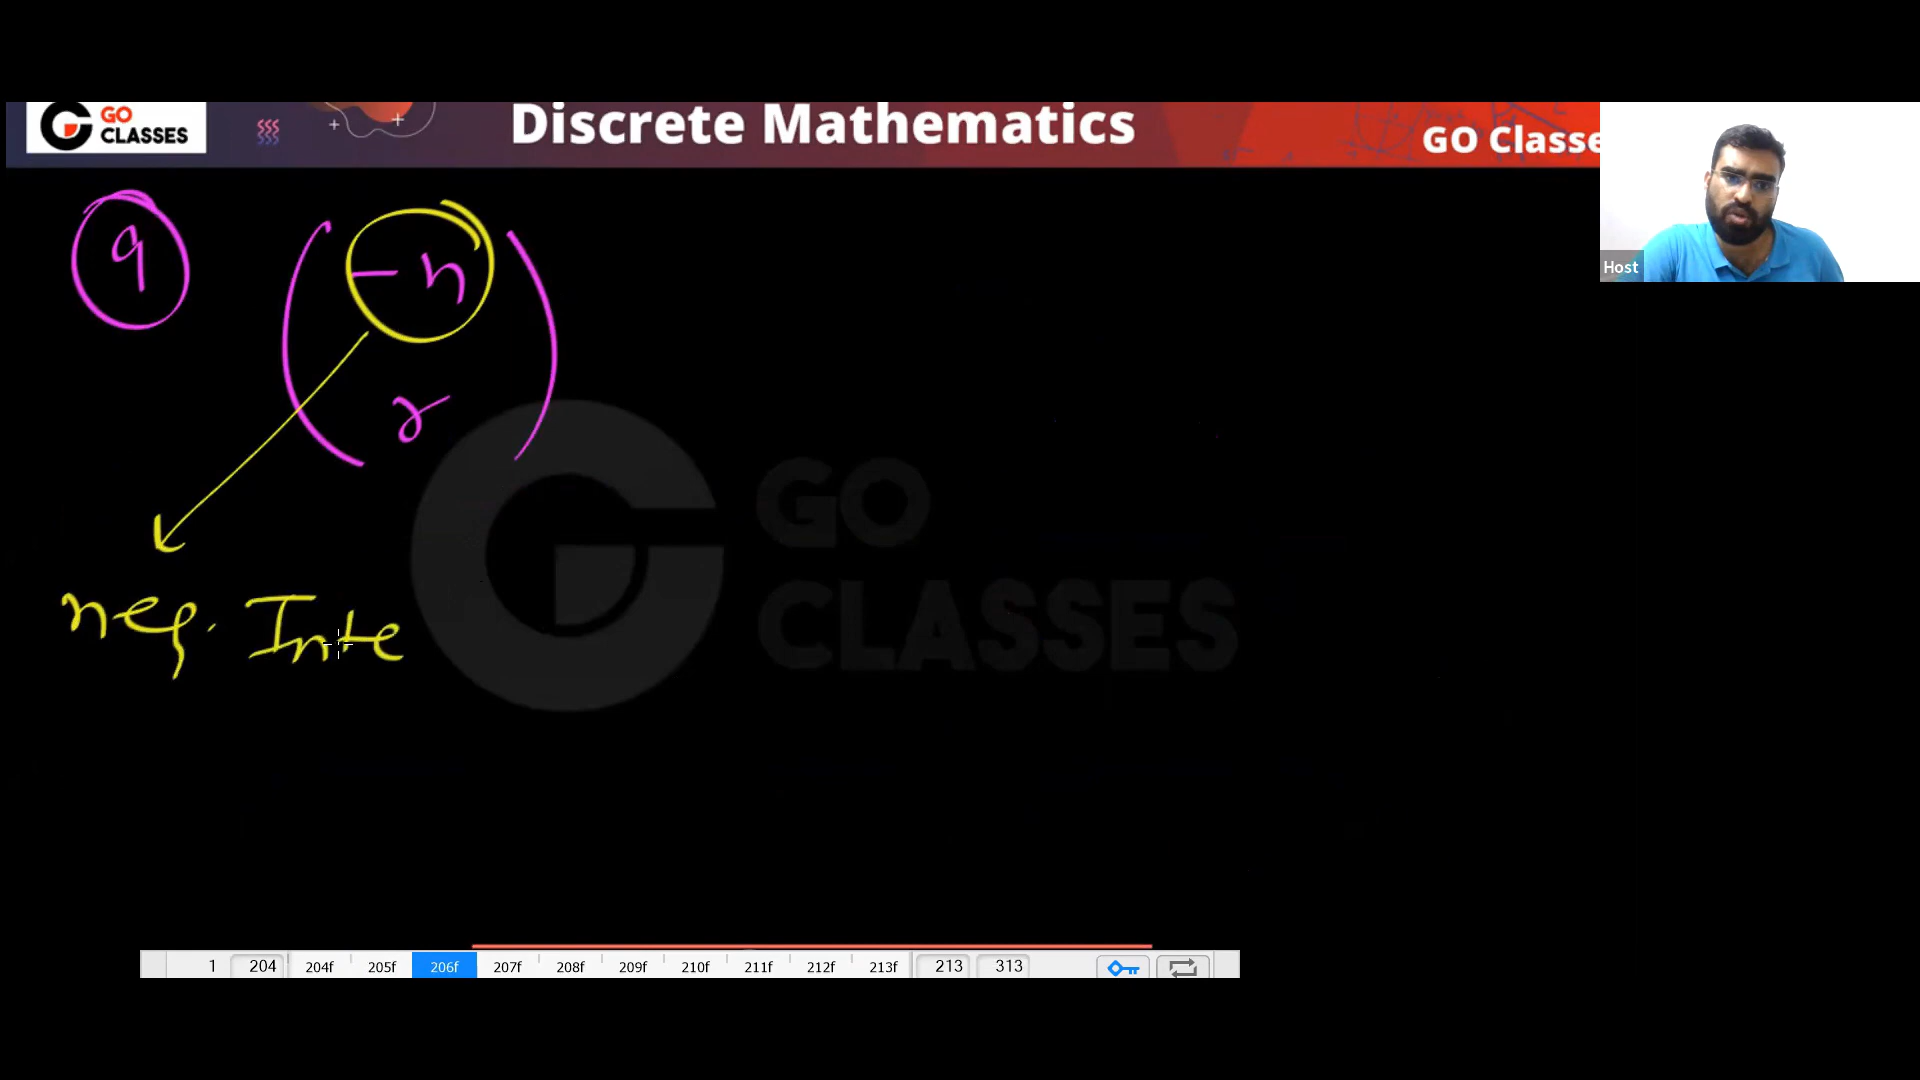 GO
CLASSES
Discrete Mathematics
GO Classe
Host
9
-n
r
neg. Inte
GO
CLASSES
1 204 204f 205f 206f 207f 208f 209f 210f 211f 212f 213f 213 313